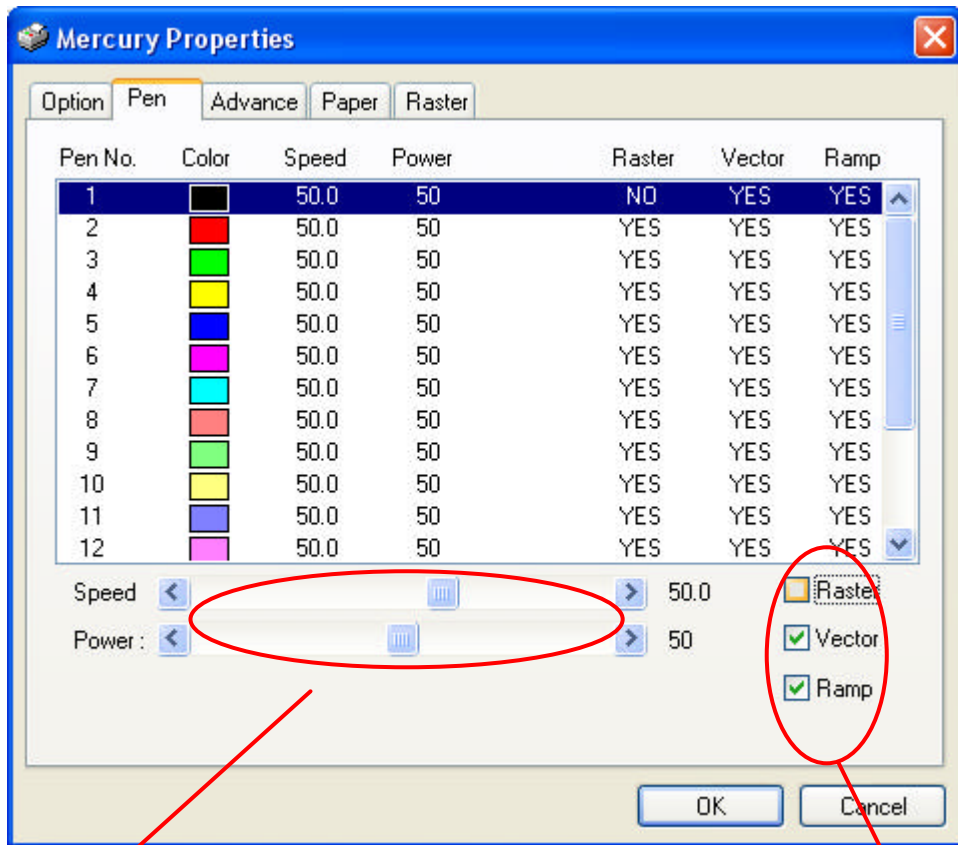 Mercury Properties
Option Pen Advance Paper Raster
Pen No. Color Speed Power Raster Vector Ramp
1 50.0 50 NO YES YES
2 50.0 50 YES YES YES
3 50.0 50 YES YES YES
4 50.0 50 YES YES YES
5 50.0 50 YES YES YES
6 50.0 50 YES YES YES
7 50.0 50 YES YES YES
8 50.0 50 YES YES YES
9 50.0 50 YES YES YES
10 50.0 50 YES YES YES
11 50.0 50 YES YES YES
12 50.0 50 YES YES YES
Speed 50.0 Raster
Power : 50 Vector
Ramp
OK Cancel